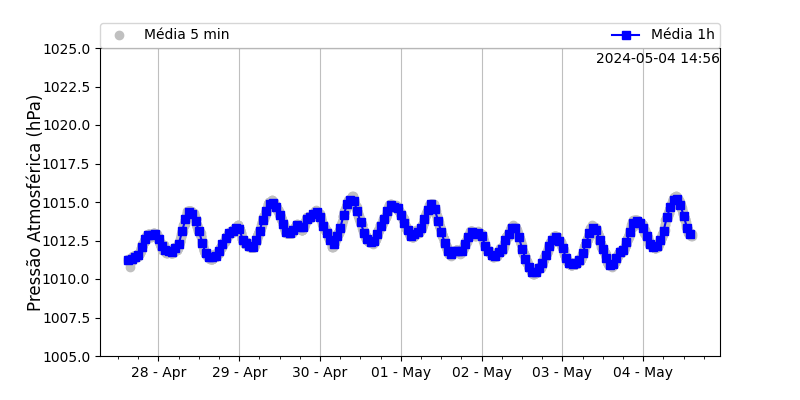 Média 5 min
Média 1h
2024-05-04 14:56
Pressão Atmosférica (hPa)
1025.0
1022.5
1020.0
1017.5
1015.0
1012.5
1010.0
1007.5
1005.0
28 - Apr
29 - Apr
30 - Apr
01 - May
02 - May
03 - May
04 - May